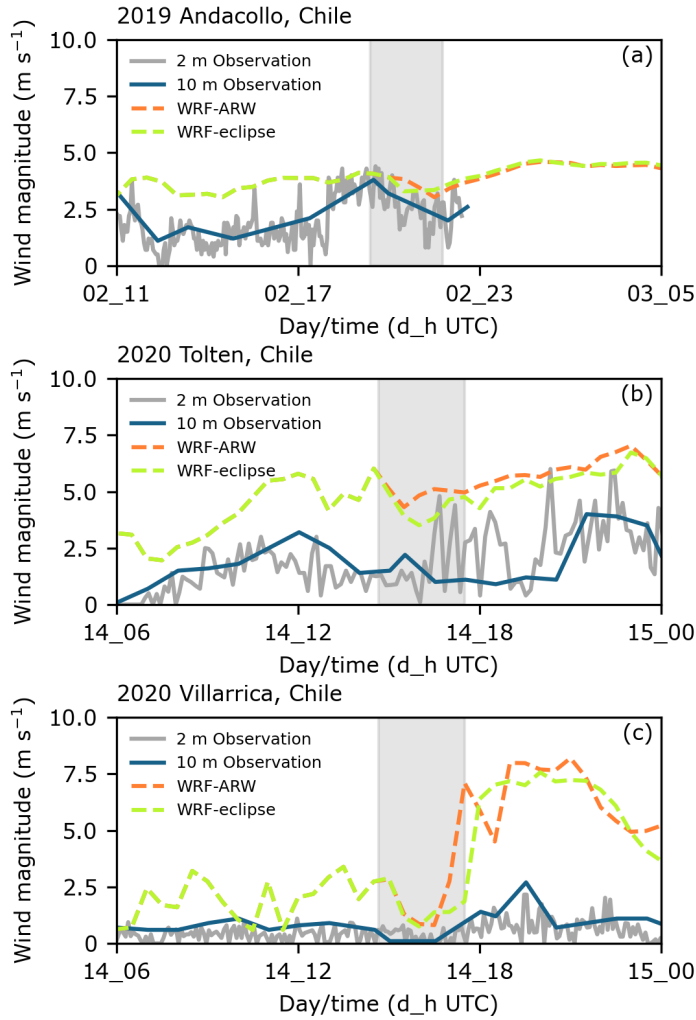 2019 Andacollo, Chile
10.0
7.5
5.0
2.5
0
Wind magnitude (m s⁻¹)
2 m Observation
10 m Observation
WRF-ARW
WRF-eclipse
(a)
02_11
02_17
02_23
03_05
Day/time (d_h UTC)
2020 Tolten, Chile
10.0
7.5
5.0
2.5
0
Wind magnitude (m s⁻¹)
2 m Observation
10 m Observation
WRF-ARW
WRF-eclipse
(b)
14_06
14_12
14_18
15_00
Day/time (d_h UTC)
2020 Villarrica, Chile
10.0
7.5
5.0
2.5
0
Wind magnitude (m s⁻¹)
2 m Observation
10 m Observation
WRF-ARW
WRF-eclipse
(c)
14_06
14_12
14_18
15_00
Day/time (d_h UTC)